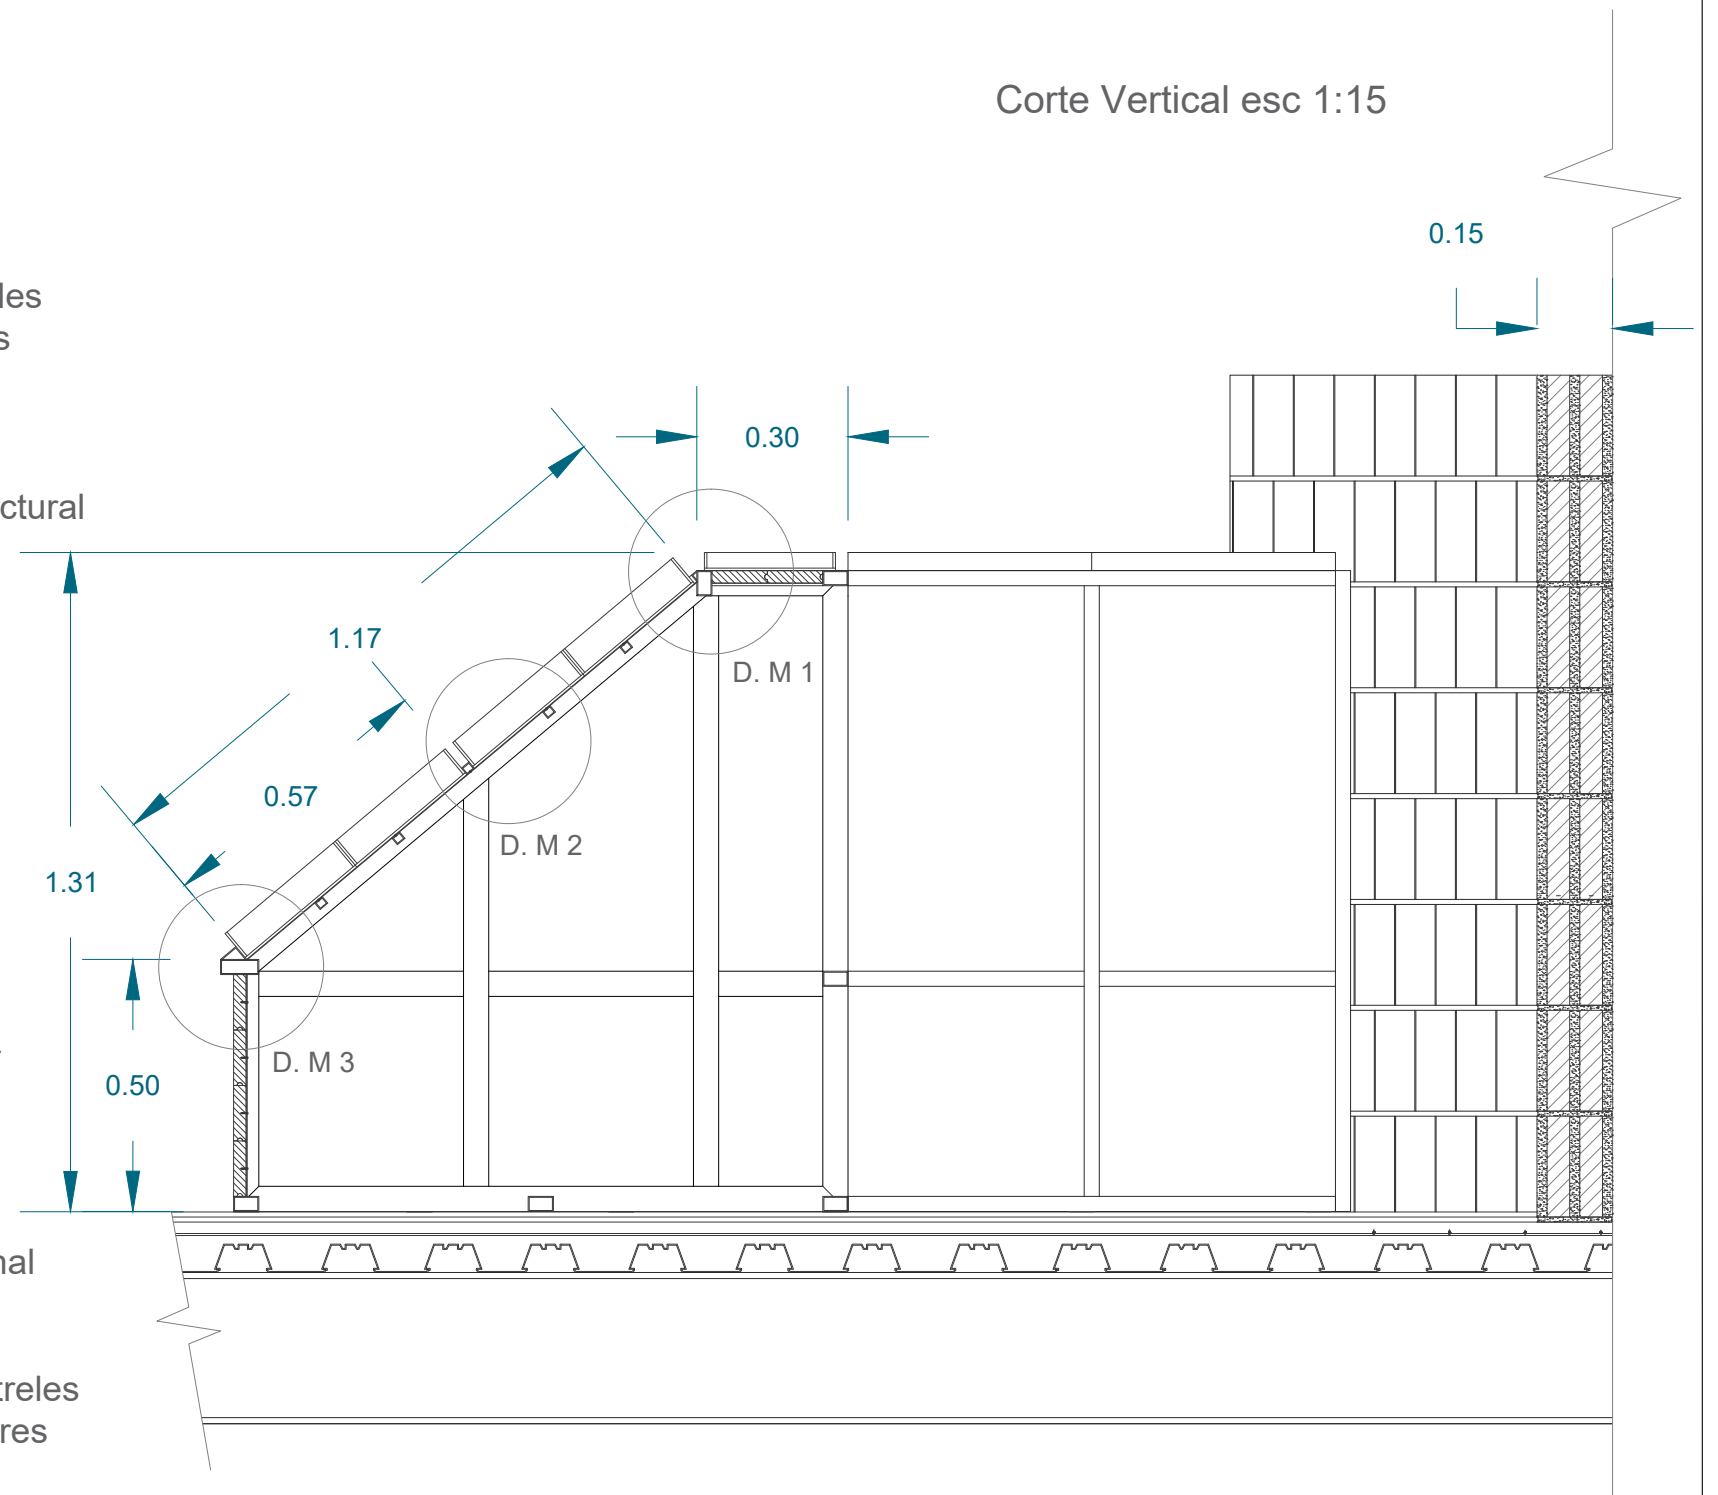 Corte Vertical esc 1:15
0.15
les
s
0.30
ctural
1.17
D. M 1
0.57
D. M 2
1.31
D. M 3
0.50
nal
treles
res